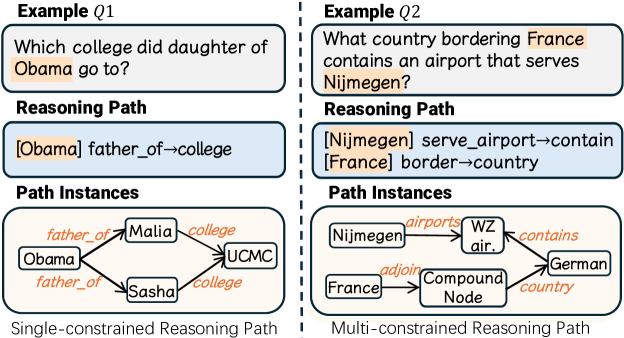 Example Q1
Which college did daughter of
Obama go to?
Reasoning Path
[Obama] father_of→college
Path Instances
father_of
Malia
college
Obama
UCMC
father_of
Sasha
college
Single-constrained Reasoning Path
Example Q2
What country bordering France
contains an airport that serves
Nijmegen?
Reasoning Path
[Nijmegen] serve_airport→contain
[France] border→country
Path Instances
Nijmegen
airports
WZ
air.
contains
German
France
adjoin
Compound
Node
country
Multi-constrained Reasoning Path